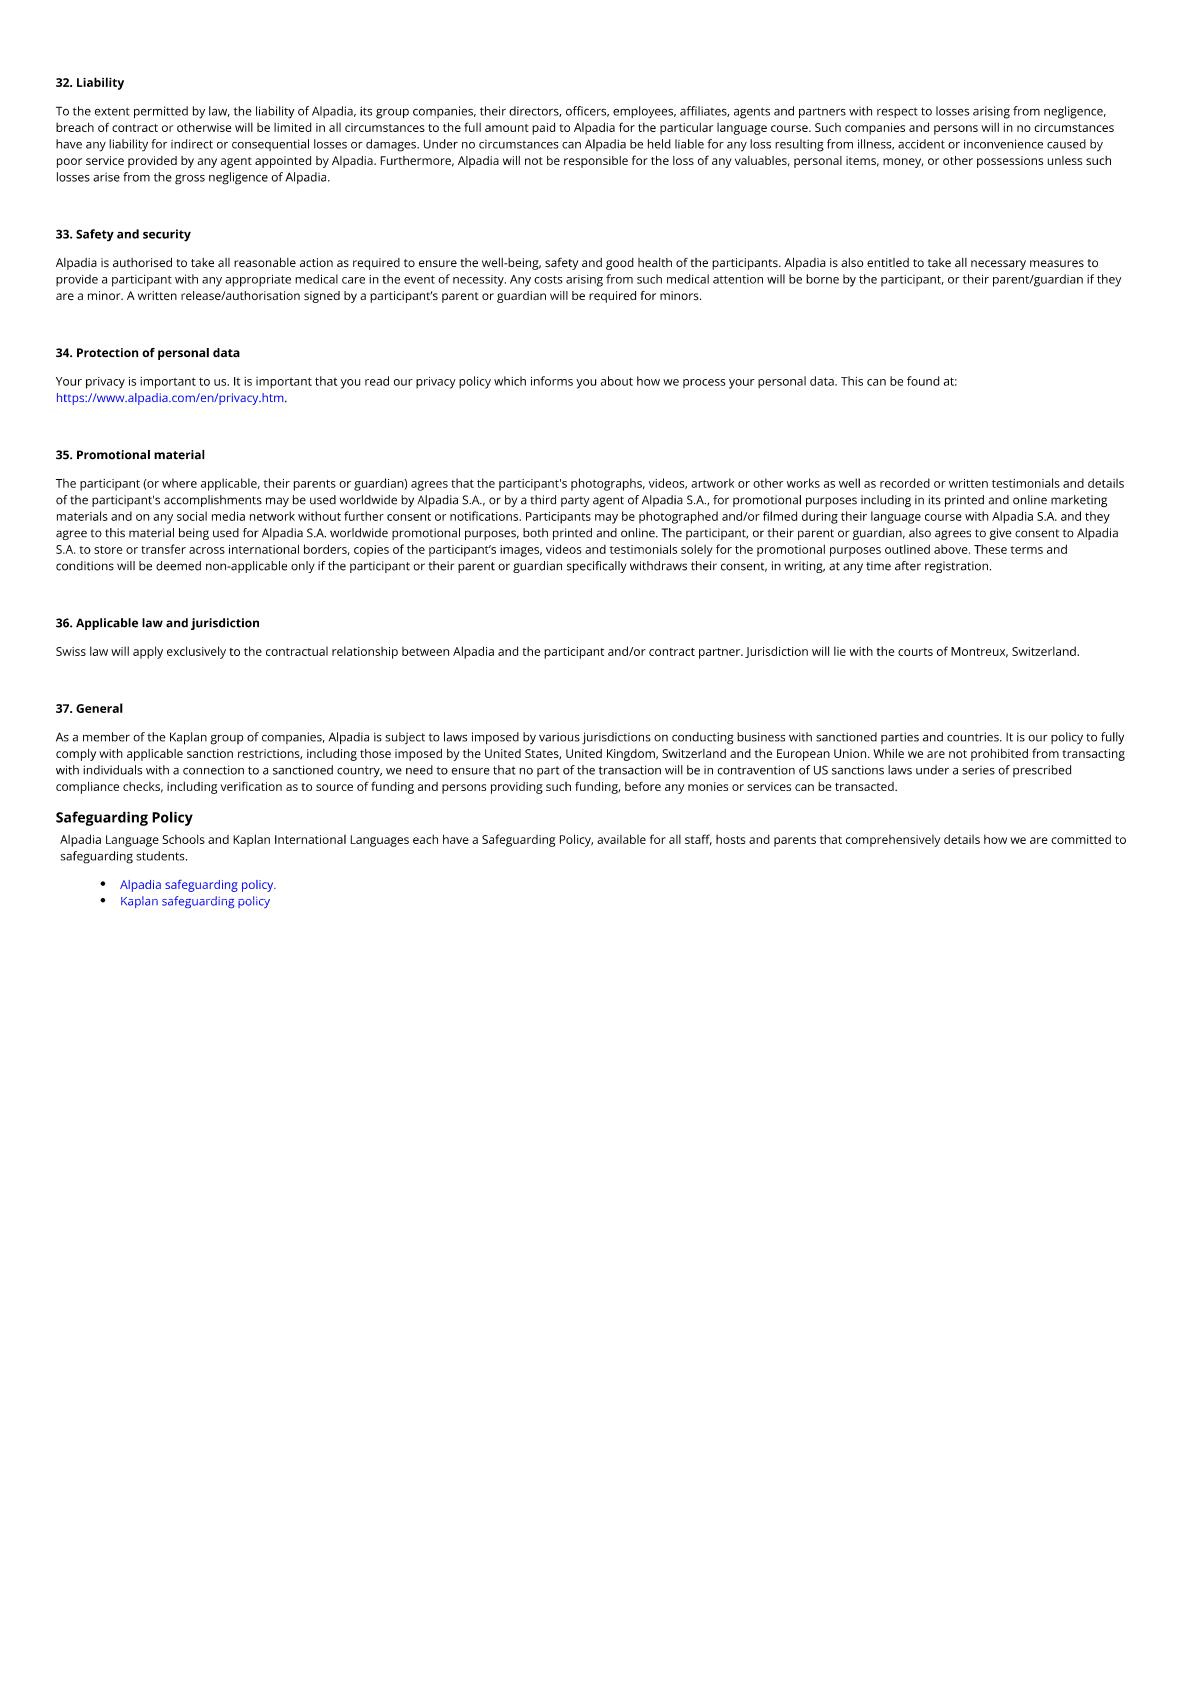 32. Liability
To the extent permitted by law, the liability of Alpadia, its group companies, their directors, officers, employees, affiliates, agents and partners with respect to losses arising from negligence,
breach of contract or otherwise will be limited in all circumstances to the full amount paid to Alpadia for the particular language course. Such companies and persons will in no circumstances
have any liability for indirect or consequential losses or damages. Under no circumstances can Alpadia be held liable for any loss resulting from illness, accident or inconvenience caused by
poor service provided by any agent appointed by Alpadia. Furthermore, Alpadia will not be responsible for the loss of any valuables, personal items, money, or other possessions unless such
losses arise from the gross negligence of Alpadia.
33. Safety and security
Alpadia is authorised to take all reasonable action as required to ensure the well-being, safety and good health of the participants. Alpadia is also entitled to take all necessary measures to
provide a participant with any appropriate medical care in the event of necessity. Any costs arising from such medical attention will be borne by the participant, or their parent/guardian if they
are a minor. A written release/authorisation signed by a participant’s parent or guardian will be required for minors.
34. Protection of personal data
Your privacy is important to us. It is important that you read our privacy policy which informs you about how we process your personal data. This can be found at:
https://www.alpadia.com/en/privacy.htm.
35. Promotional material
The participant (or where applicable, their parents or guardian) agrees that the participant's photographs, videos, artwork or other works as well as recorded or written testimonials and details
of the participant's accomplishments may be used worldwide by Alpadia S.A., or by a third party agent of Alpadia S.A., for promotional purposes including in its printed and online marketing
materials and on any social media network without further consent or notifications. Participants may be photographed and/or filmed during their language course with Alpadia S.A. and they
agree to this material being used for Alpadia S.A. worldwide promotional purposes, both printed and online. The participant, or their parent or guardian, also agrees to give consent to Alpadia
S.A. to store or transfer across international borders, copies of the participant’s images, videos and testimonials solely for the promotional purposes outlined above. These terms and
conditions will be deemed non-applicable only if the participant or their parent or guardian specifically withdraws their consent, in writing, at any time after registration.
36. Applicable law and jurisdiction
Swiss law will apply exclusively to the contractual relationship between Alpadia and the participant and/or contract partner. Jurisdiction will lie with the courts of Montreux, Switzerland.
37. General
As a member of the Kaplan group of companies, Alpadia is subject to laws imposed by various jurisdictions on conducting business with sanctioned parties and countries. It is our policy to fully
comply with applicable sanction restrictions, including those imposed by the United States, United Kingdom, Switzerland and the European Union. While we are not prohibited from transacting
with individuals with a connection to a sanctioned country, we need to ensure that no part of the transaction will be in contravention of US sanctions laws under a series of prescribed
compliance checks, including verification as to source of funding and persons providing such funding, before any monies or services can be transacted.
Safeguarding Policy
Alpadia Language Schools and Kaplan International Languages each have a Safeguarding Policy, available for all staff, hosts and parents that comprehensively details how we are committed to
safeguarding students.
• Alpadia safeguarding policy.
• Kaplan safeguarding policy